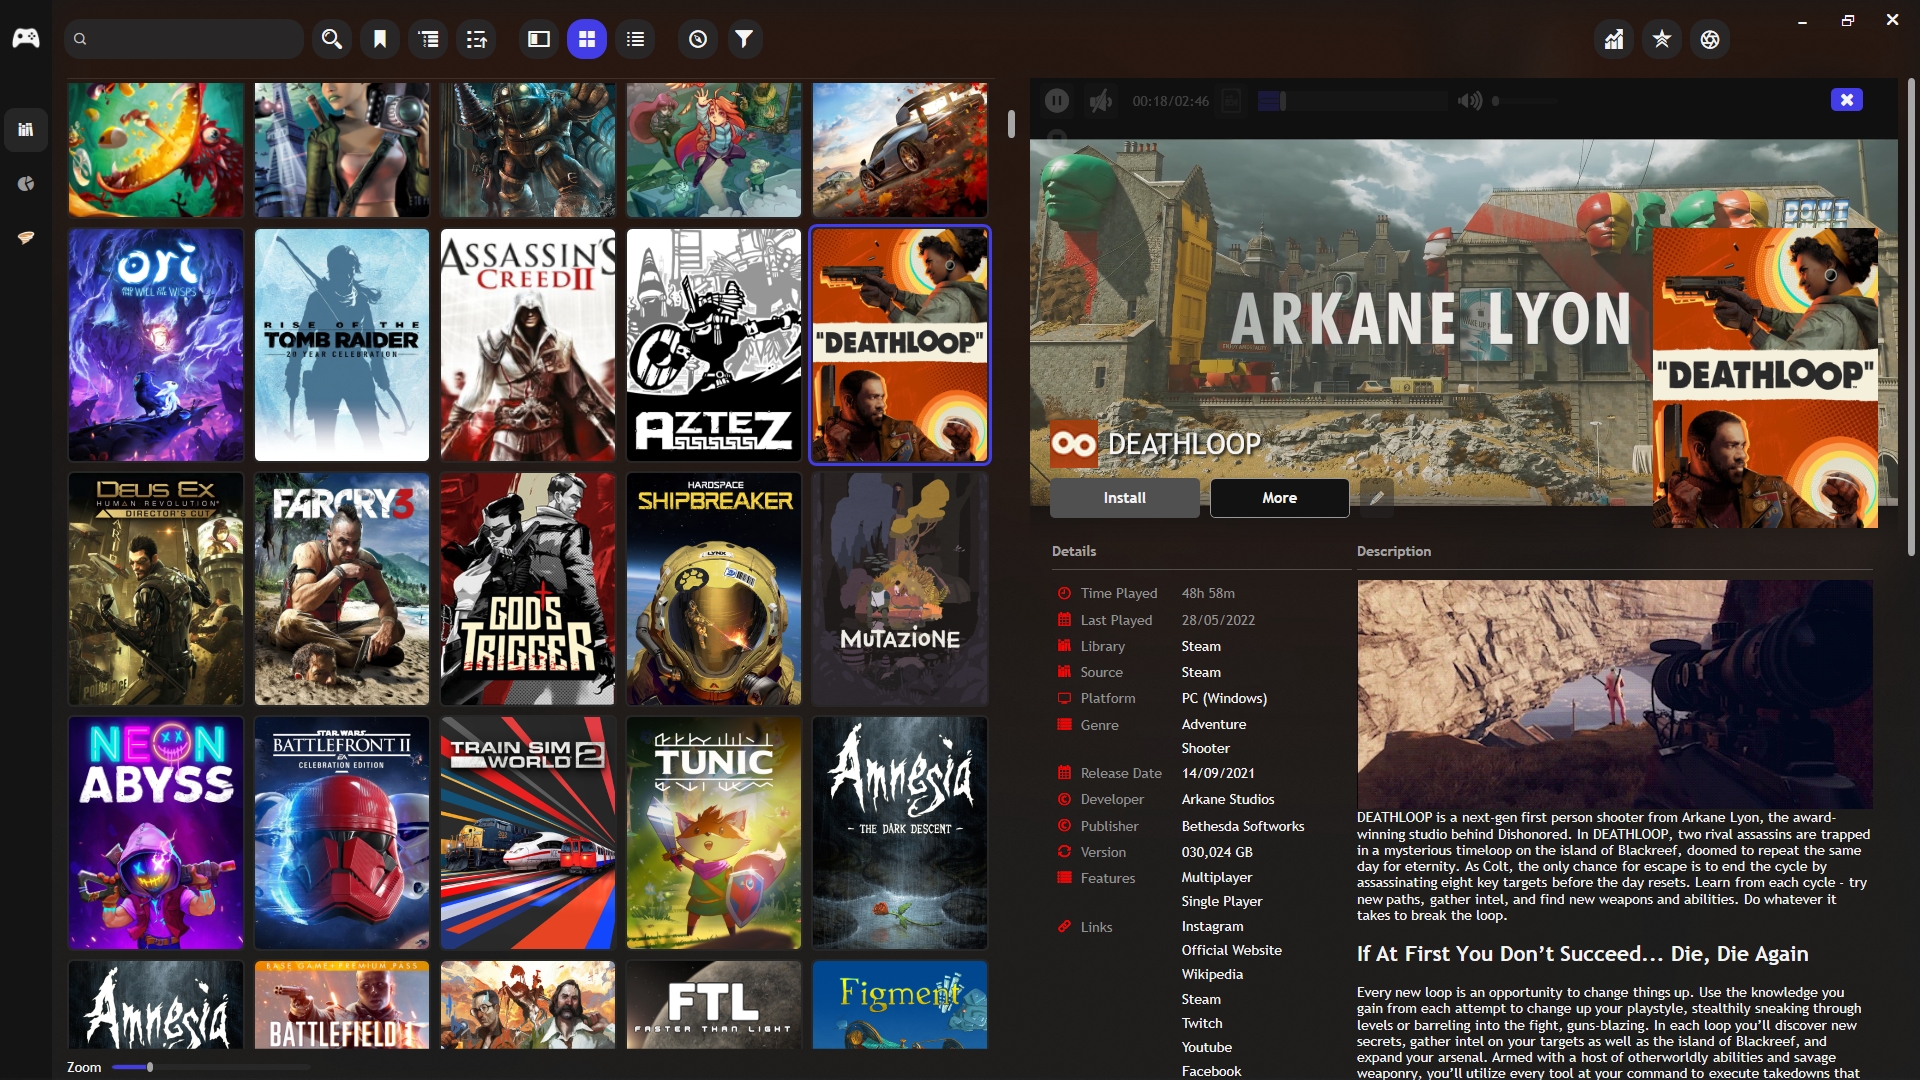 00:18/02:46
ori
AND THE WILL OF THE WISPS
RISE OF THE
TOMB RAIDER
20 YEAR CELEBRATION
ASSASSIN'S
CREED II
AZTEZ
"DEATHLOOP"
DEUS EX
HUMAN REVOLUTION
DIRECTOR'S CUT
FARCRY3
GOD'S
TRIGGER
HARDSPACE
SHIPBREAKER
LYNX
MUTAZIONE
NEON
ABYSS
STAR WARS
BATTLEFRONT II
EA
CELEBRATION EDITION
TRAIN SIM
WORLD 2
TUNIC
Amnesia
- THE DARK DESCENT -
Amnesia
BASE GAME+PREMIUM PASS
BATTLEFIELD 1
FTL
FASTER THAN LIGHT
Figment
Zoom
ARKANE LYON
"DEATHLOOP"
DEATHLOOP
Install
More
Details
Time Played 48h 58m
Last Played 28/05/2022
Library Steam
Source Steam
Platform PC (Windows)
Genre Adventure
Shooter
Release Date 14/09/2021
Developer Arkane Studios
Publisher Bethesda Softworks
Version 030,024 GB
Features Multiplayer
Single Player
Links Instagram
Official Website
Wikipedia
Steam
Twitch
Youtube
Facebook
Description
DEATHLOOP is a next-gen first person shooter from Arkane Lyon, the award-
winning studio behind Dishonored. In DEATHLOOP, two rival assassins are trapped
in a mysterious timeloop on the island of Blackreef, doomed to repeat the same
day for eternity. As Colt, the only chance for escape is to end the cycle by
assassinating eight key targets before the day resets. Learn from each cycle - try
new paths, gather intel, and find new weapons and abilities. Do whatever it
takes to break the loop.
If At First You Don’t Succeed... Die, Die Again
Every new loop is an opportunity to change things up. Use the knowledge you
gain from each attempt to change up your playstyle, stealthily sneaking through
levels or barreling into the fight, guns-blazing. In each loop you’ll discover new
secrets, gather intel on your targets as well as the island of Blackreef, and
expand your arsenal. Armed with a host of otherworldly abilities and savage
weaponry, you’ll utilize every tool at your command to execute takedowns that